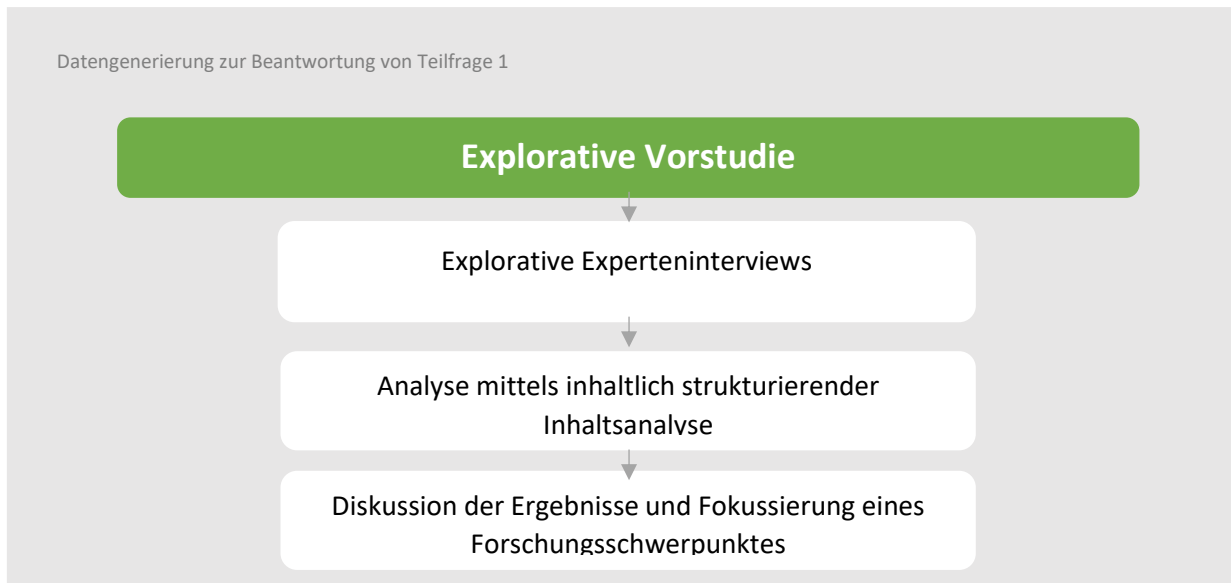 Datengenerierung zur Beantwortung von Teilfrage 1
Explorative Vorstudie
Explorative Experteninterviews
Analyse mittels inhaltlich strukturierender
Inhaltsanalyse
Diskussion der Ergebnisse und Fokussierung eines
Forschungsschwerpunktes